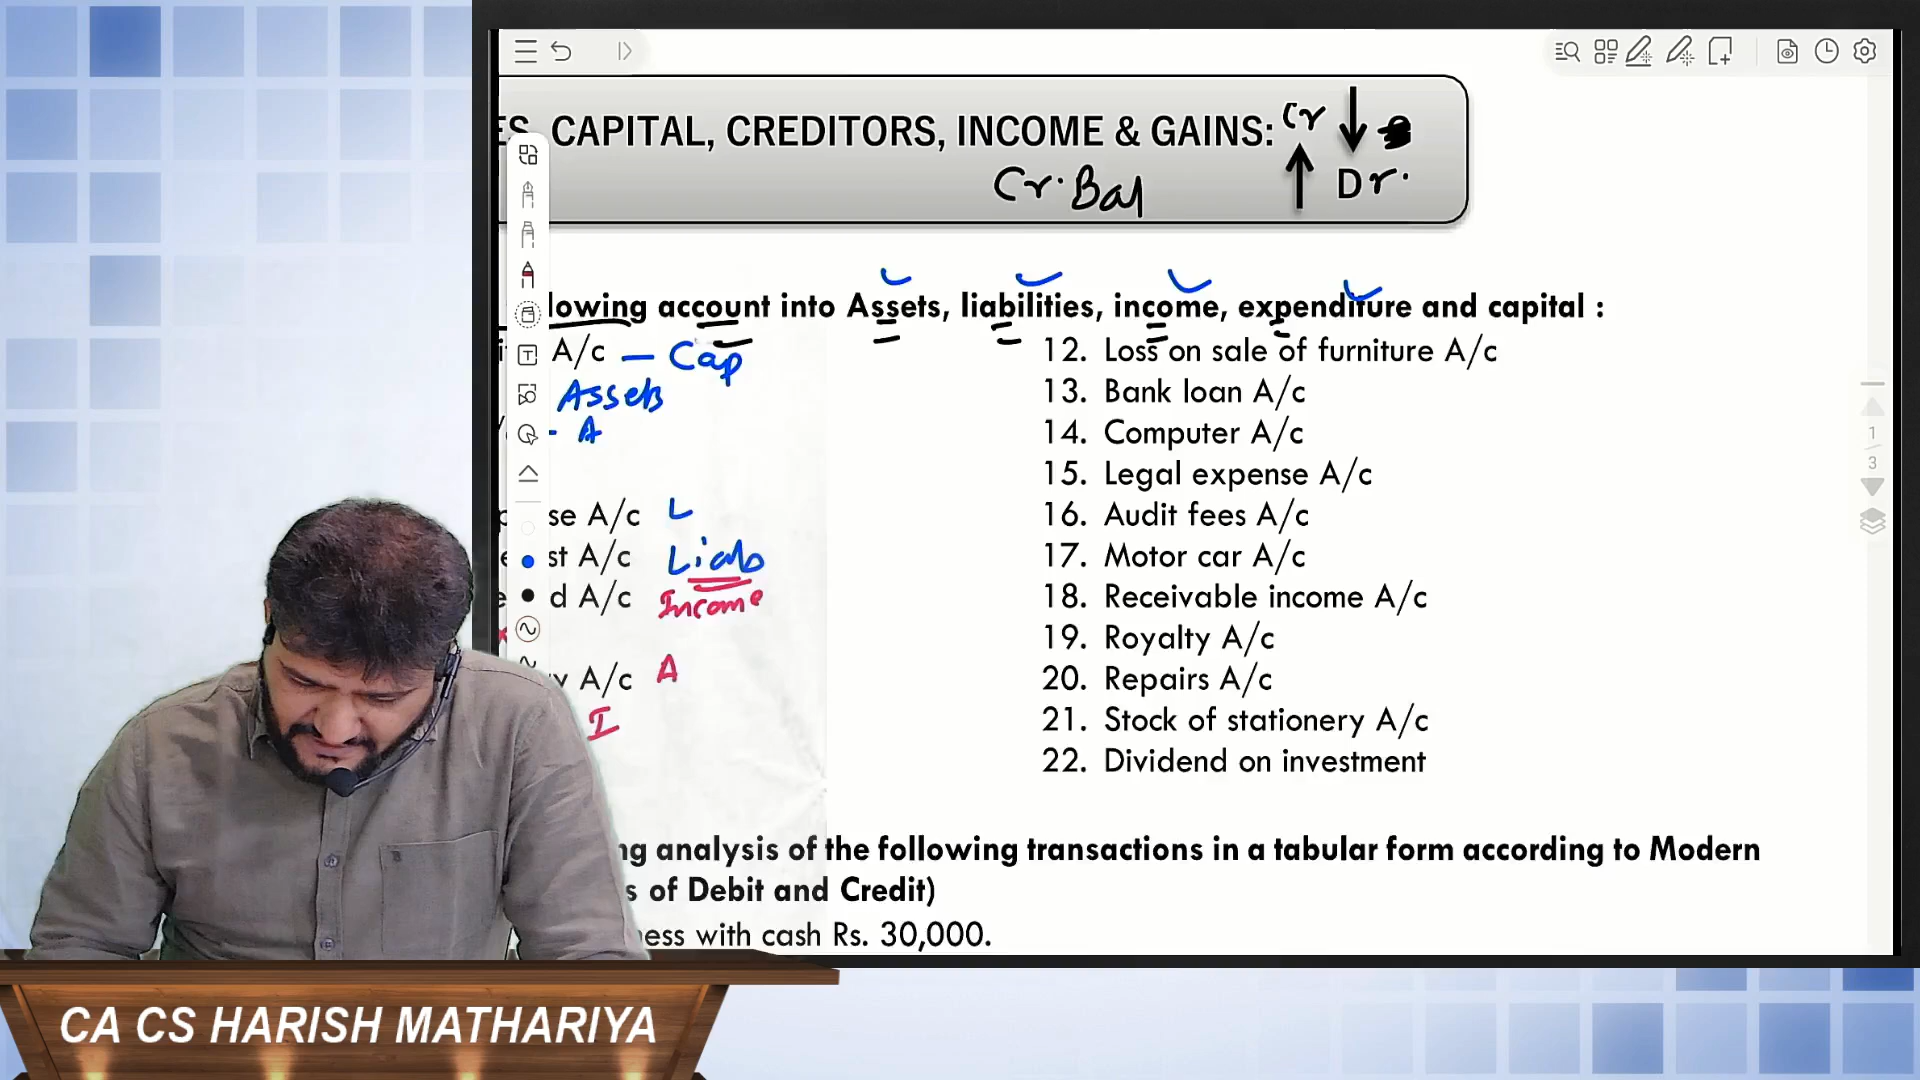 ES, CAPITAL, CREDITORS, INCOME & GAINS: Cr
Cr. Bal Dr.
lowing account into Assets, liabilities, income, expenditure and capital :
A/c - Cap
Assets
- A
se A/c L
st A/c Liab
d A/c Income
A/c A
I
12. Loss on sale of furniture A/c
13. Bank loan A/c
14. Computer A/c
15. Legal expense A/c
16. Audit fees A/c
17. Motor car A/c
18. Receivable income A/c
19. Royalty A/c
20. Repairs A/c
21. Stock of stationery A/c
22. Dividend on investment
ng analysis of the following transactions in a tabular form according to Modern
s of Debit and Credit)
ness with cash Rs. 30,000.
1
3
CA CS HARISH MATHARIYA